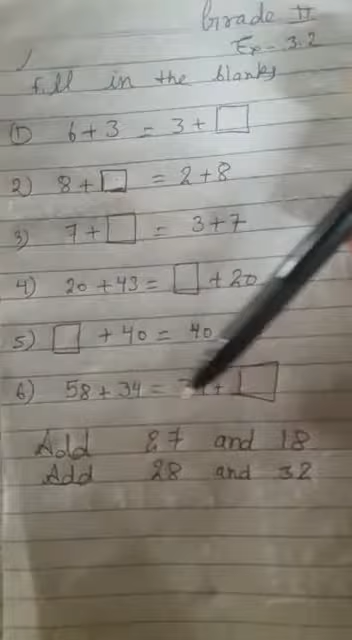 Grade II
Ex - 3.2
1)
fill in the blanks
(1) 6 + 3 = 3 + □
2) 8 + □ = 2 + 8
3) 7 + □ = 3 + 7
4) 20 + 43 = □ + 20
5) □ + 40 = 40
6) 58 + 34 = + □
Add 27 and 18
Add 28 and 32